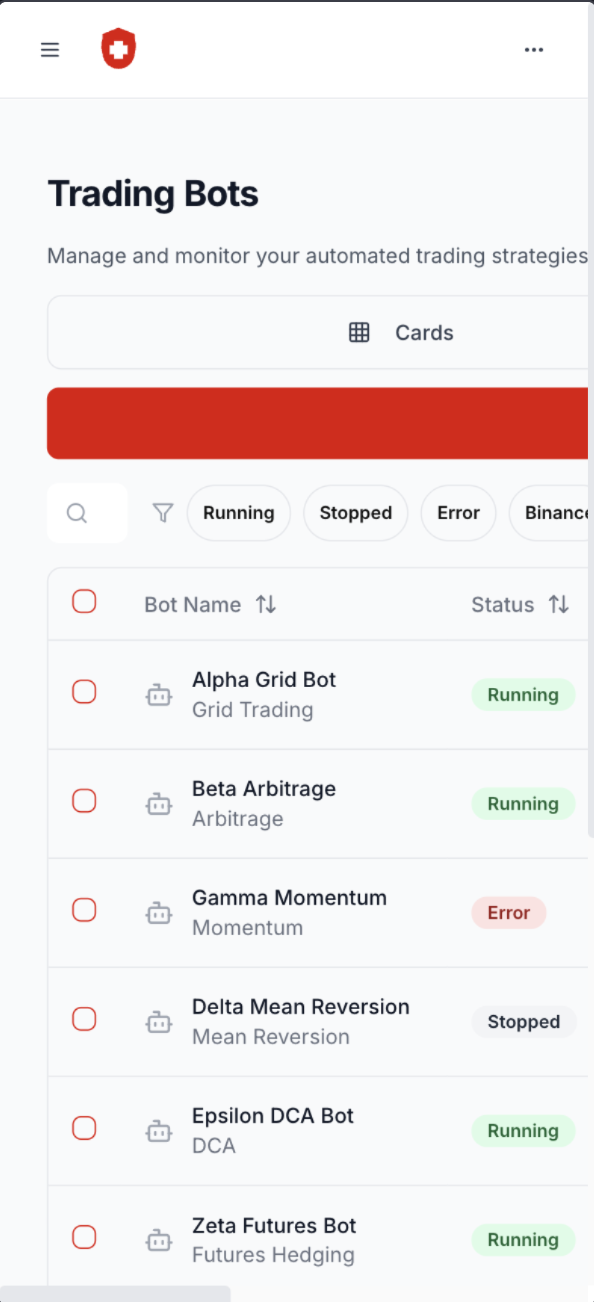 Trading Bots
Manage and monitor your automated trading strategies
Cards
Running Stopped Error Binance
Bot Name Status
Alpha Grid Bot
Grid Trading
Running
Beta Arbitrage
Arbitrage
Running
Gamma Momentum
Momentum
Error
Delta Mean Reversion
Mean Reversion
Stopped
Epsilon DCA Bot
DCA
Running
Zeta Futures Bot
Futures Hedging
Running